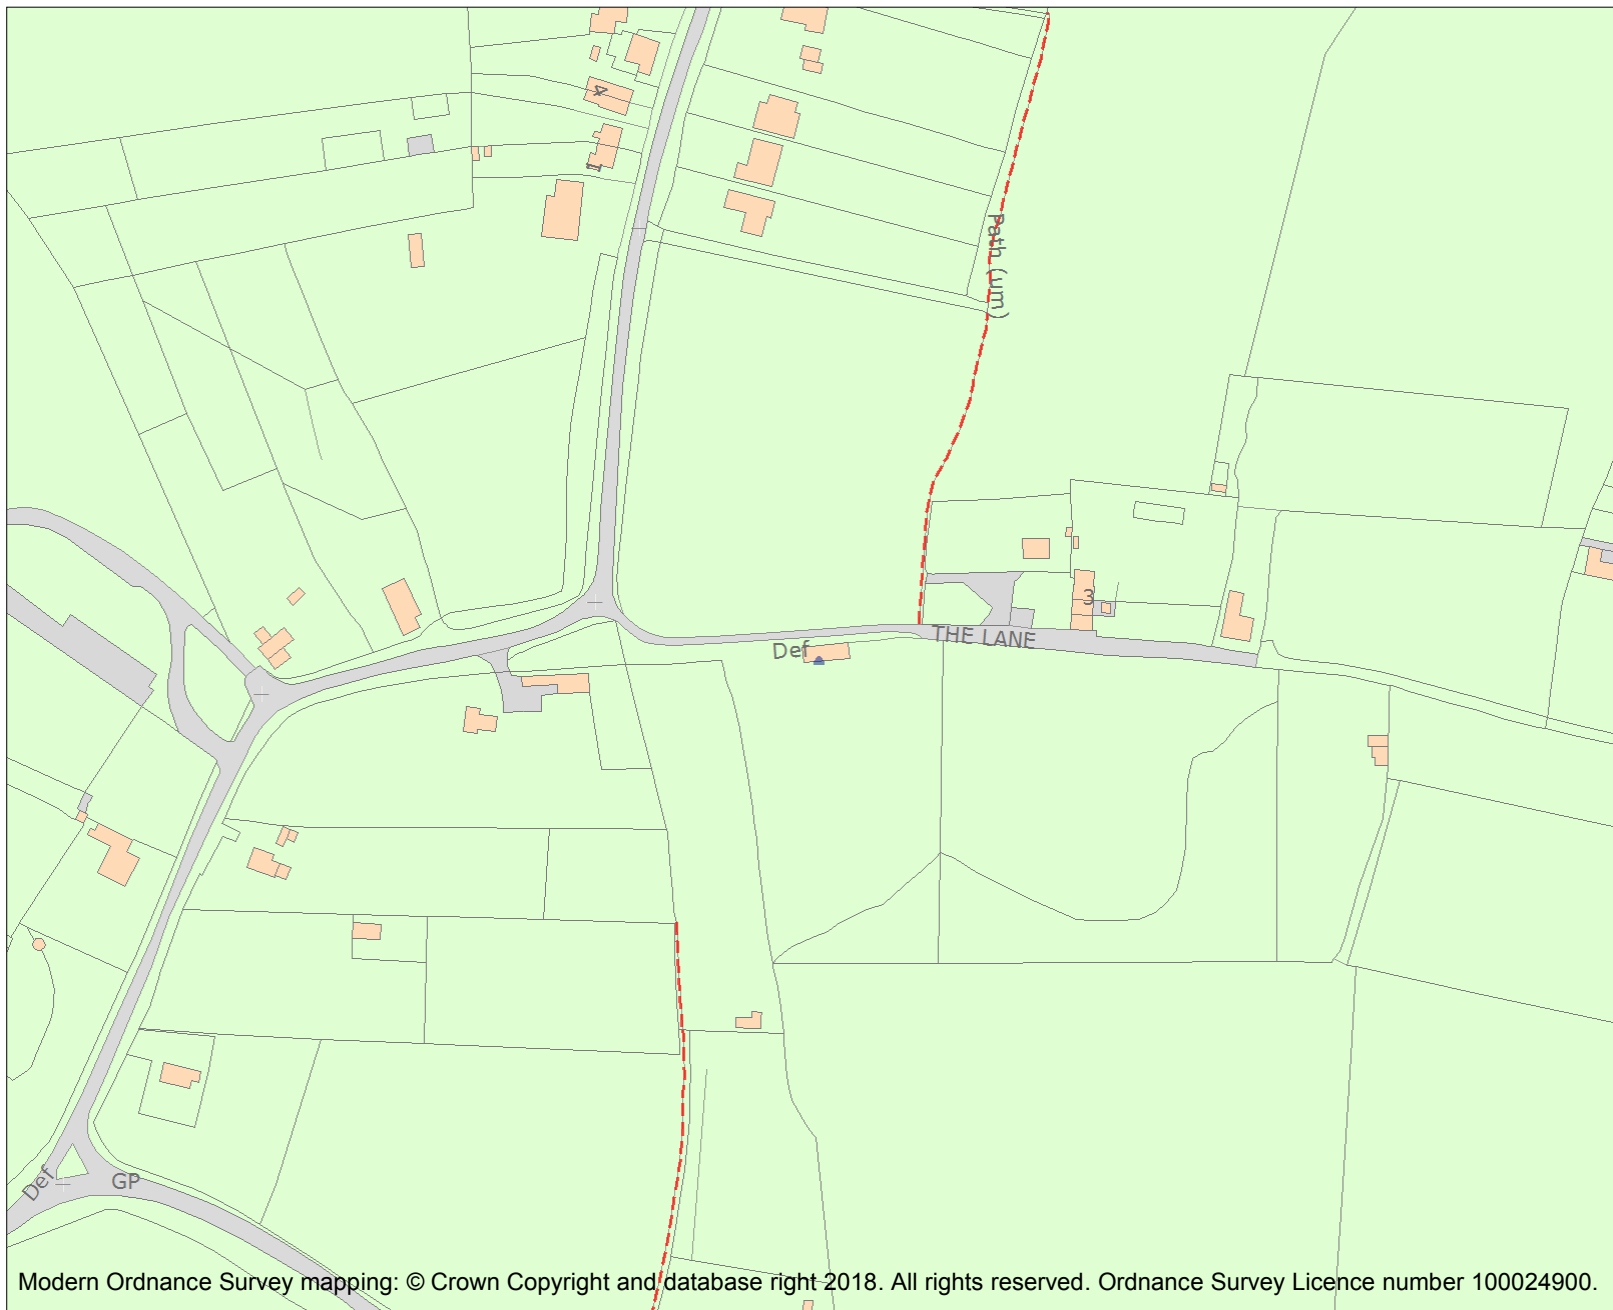 4
1
Path (um)
3
THE LANE
Def
Def
GP
Modern Ordnance Survey mapping: © Crown Copyright and database right 2018. All rights reserved. Ordnance Survey Licence number 100024900.